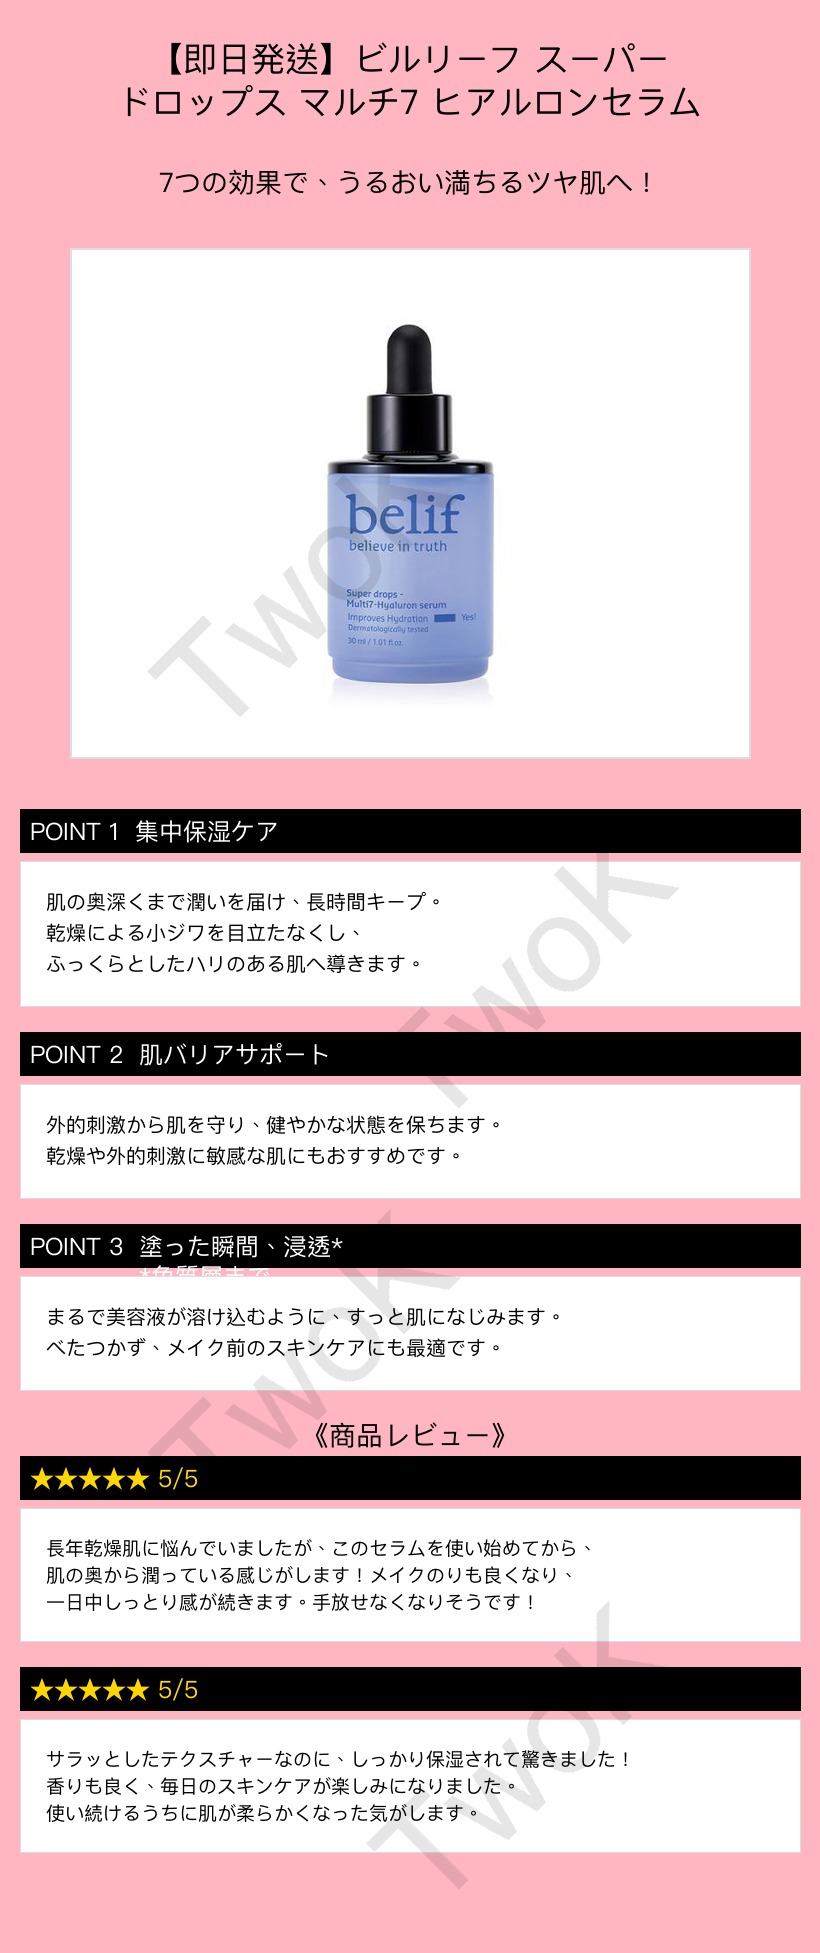 【即日発送】ビルリーフ スーパー
ドロップス マルチ7 ヒアルロンセラム
7つの効果で、うるおい満ちるツヤ肌へ！
belif
believe in truth
Super drops -
Multi7-Hyaluron serum
Improves Hydration Yes!
Dermatologically tested
30 ml / 1.01 fl.oz.
TwoK
POINT 1 集中保湿ケア
肌の奥深くまで潤いを届け、長時間キープ。
乾燥による小ジワを目立たなくし、
ふっくらとしたハリのある肌へ導きます。
TwoK
POINT 2 肌バリアサポート
外的刺激から肌を守り、健やかな状態を保ちます。
乾燥や外的刺激に敏感な肌にもおすすめです。
POINT 3 塗った瞬間、浸透*
*角質層まで
まるで美容液が溶け込むように、すっと肌になじみます。
べたつかず、メイク前のスキンケアにも最適です。
TwoK
《商品レビュー》
★★★★★ 5/5
長年乾燥肌に悩んでいましたが、このセラムを使い始めてから、
肌の奥から潤っている感じがします！メイクのりも良くなり、
一日中しっとり感が続きます。手放せなくなりそうです！
★★★★★ 5/5
サラッとしたテクスチャーなのに、しっかり保湿されて驚きました！
香りも良く、毎日のスキンケアが楽しみになりました。
使い続けるうちに肌が柔らかくなった気がします。
TwoK